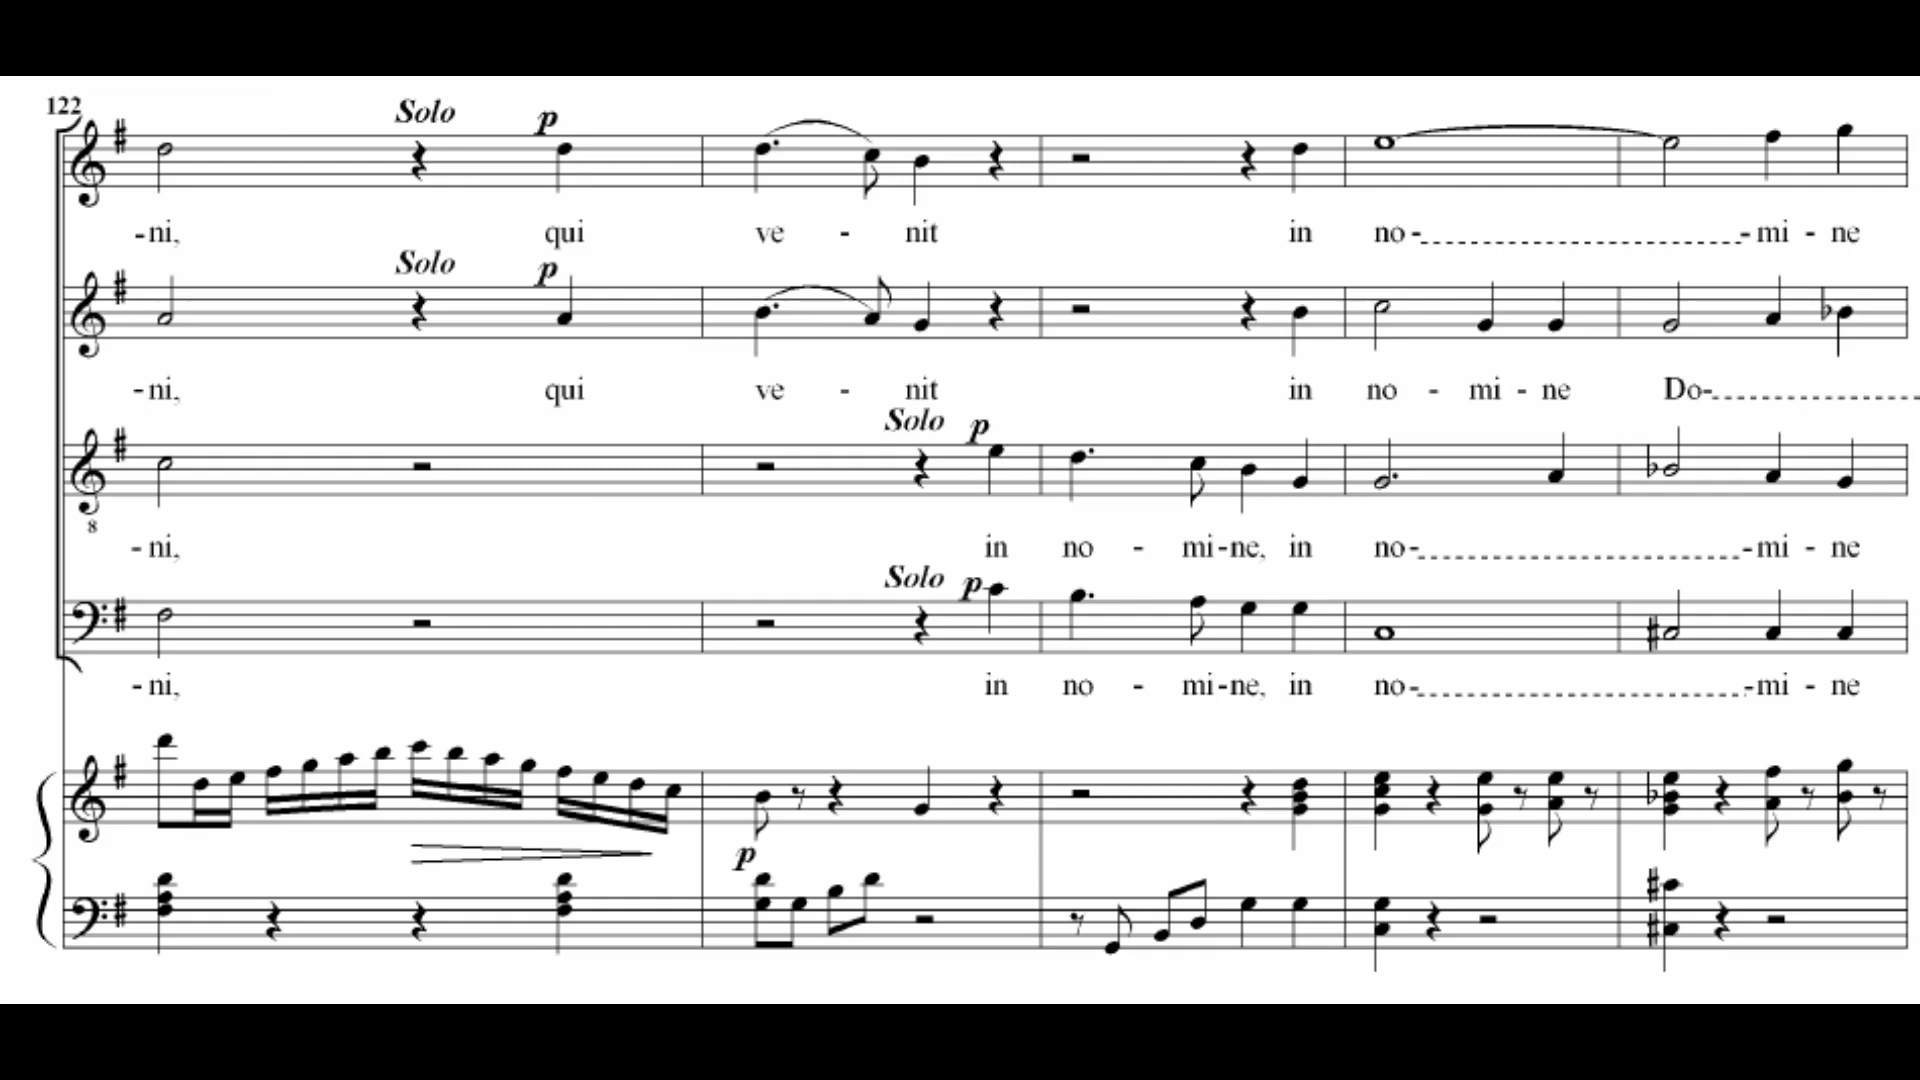 122
Solo p
-ni, qui ve - nit in no - - mi - ne
Solo p
-ni, qui ve - nit in no - mi - ne Do-
Solo p
8
- ni, in no - mi-ne, in no - - mi - ne
Solo p
- ni, in no - mi-ne, in no - - mi - ne
p